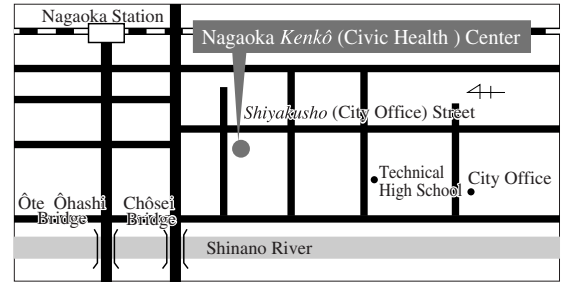 Nagaoka Station
Nagaoka Kenkô (Civic Health ) Center
Shiyakusho (City Office) Street
Technical
High School
City Office
Ôte Ôhashi
Bridge
Chôsei
Bridge
Shinano River